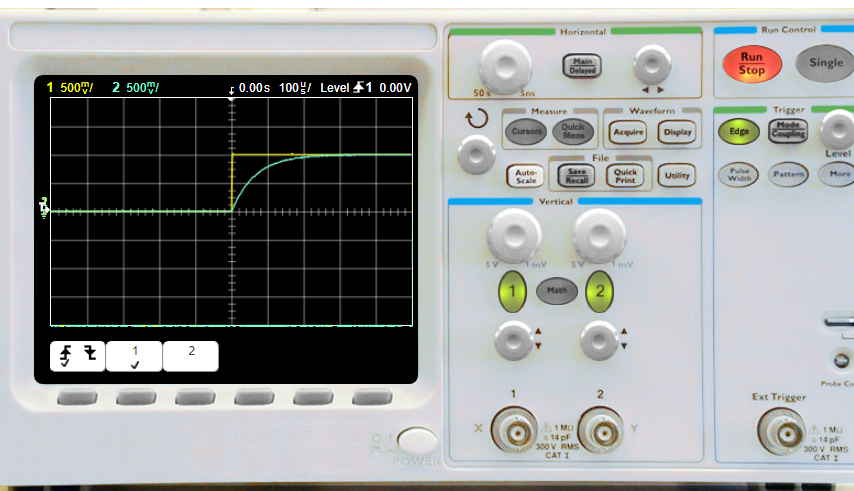 1 500mV/ 2 500mV/ 0.00s 100µs/ Level 1 0.00V
1 2
Horizontal
Main
Delayed
50 s 5ns
Measure
Cursors
Quick
Meas
Waveform
Acquire
Display
Auto-
Scale
File
Save
Recall
Quick
Print
Utility
Vertical
5 V 1 mV
5 V 1 mV
1
Math
2
1
2
X
1 MΩ
≈ 14 pF
300 V RMS
CAT I
Y
1 MΩ
≈ 14 pF
300 V RMS
CAT I
POWER
Run Control
Run
Stop
Single
Trigger
Edge
Mode
Coupling
Level
Pulse
Width
Pattern
More
Probe Co
Ext Trigger
1 MΩ
≈ 14 pF
300 V RMS
CAT I